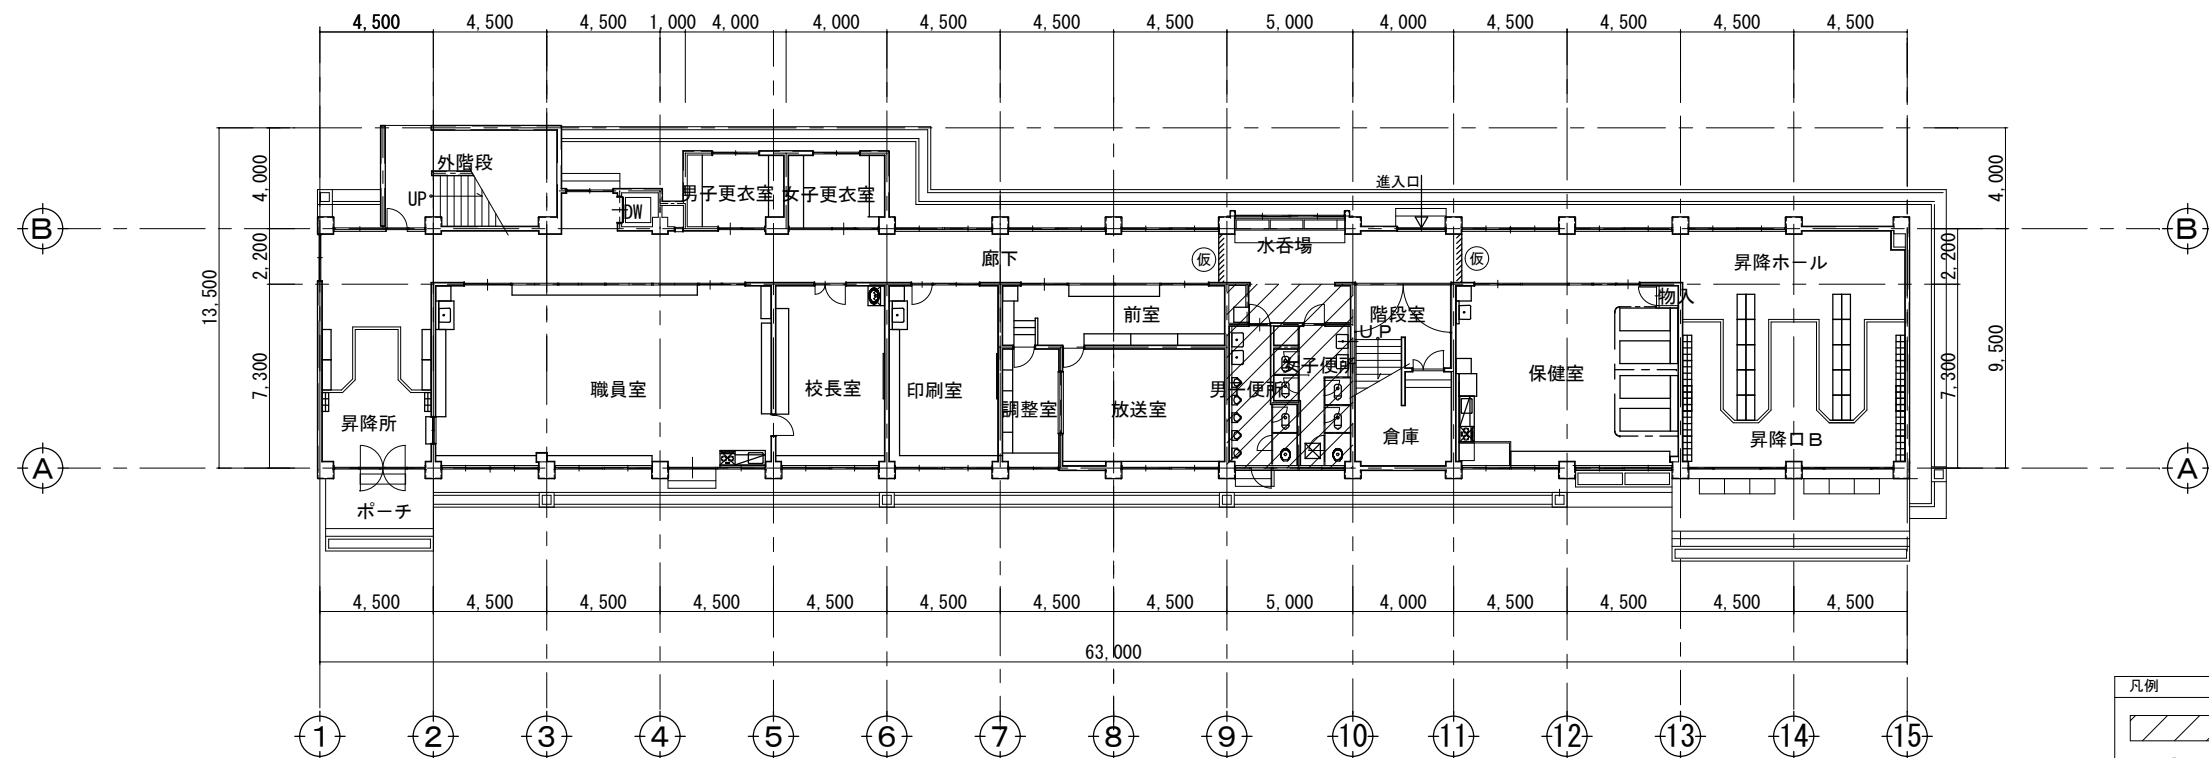 4,500 4,500 4,500 1,000 4,000 4,000 4,500 4,500 4,500 5,000 4,000 4,500 4,500 4,500 4,500
外階段
UP
DW
男子更衣室
女子更衣室
進入口
4,000
4,000
B
B
水呑場
廊下
仮
仮
昇降ホール
2,200
2,200
13,500
9,500
物入
前室
階段室
UP
7,300
7,300
職員室
校長室
印刷室
調整室
放送室
男子便所
女子便所
倉庫
保健室
昇降所
昇降口B
A
A
ポーチ
4,500 4,500 4,500 4,500 4,500 4,500 4,500 4,500 5,000 4,000 4,500 4,500 4,500 4,500
63,000
凡例
1 2 3 4 5 6 7 8 9 10 11 12 13 14 15